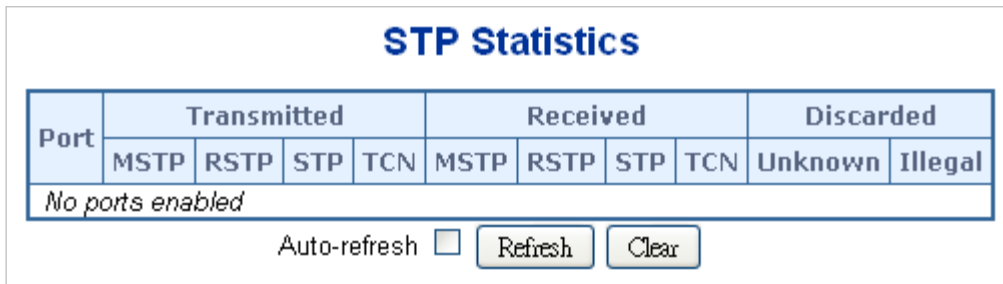 STP Statistics
Port Transmitted Received Discarded
MSTP RSTP STP TCN MSTP RSTP STP TCN Unknown Illegal
No ports enabled
Auto-refresh Refresh Clear